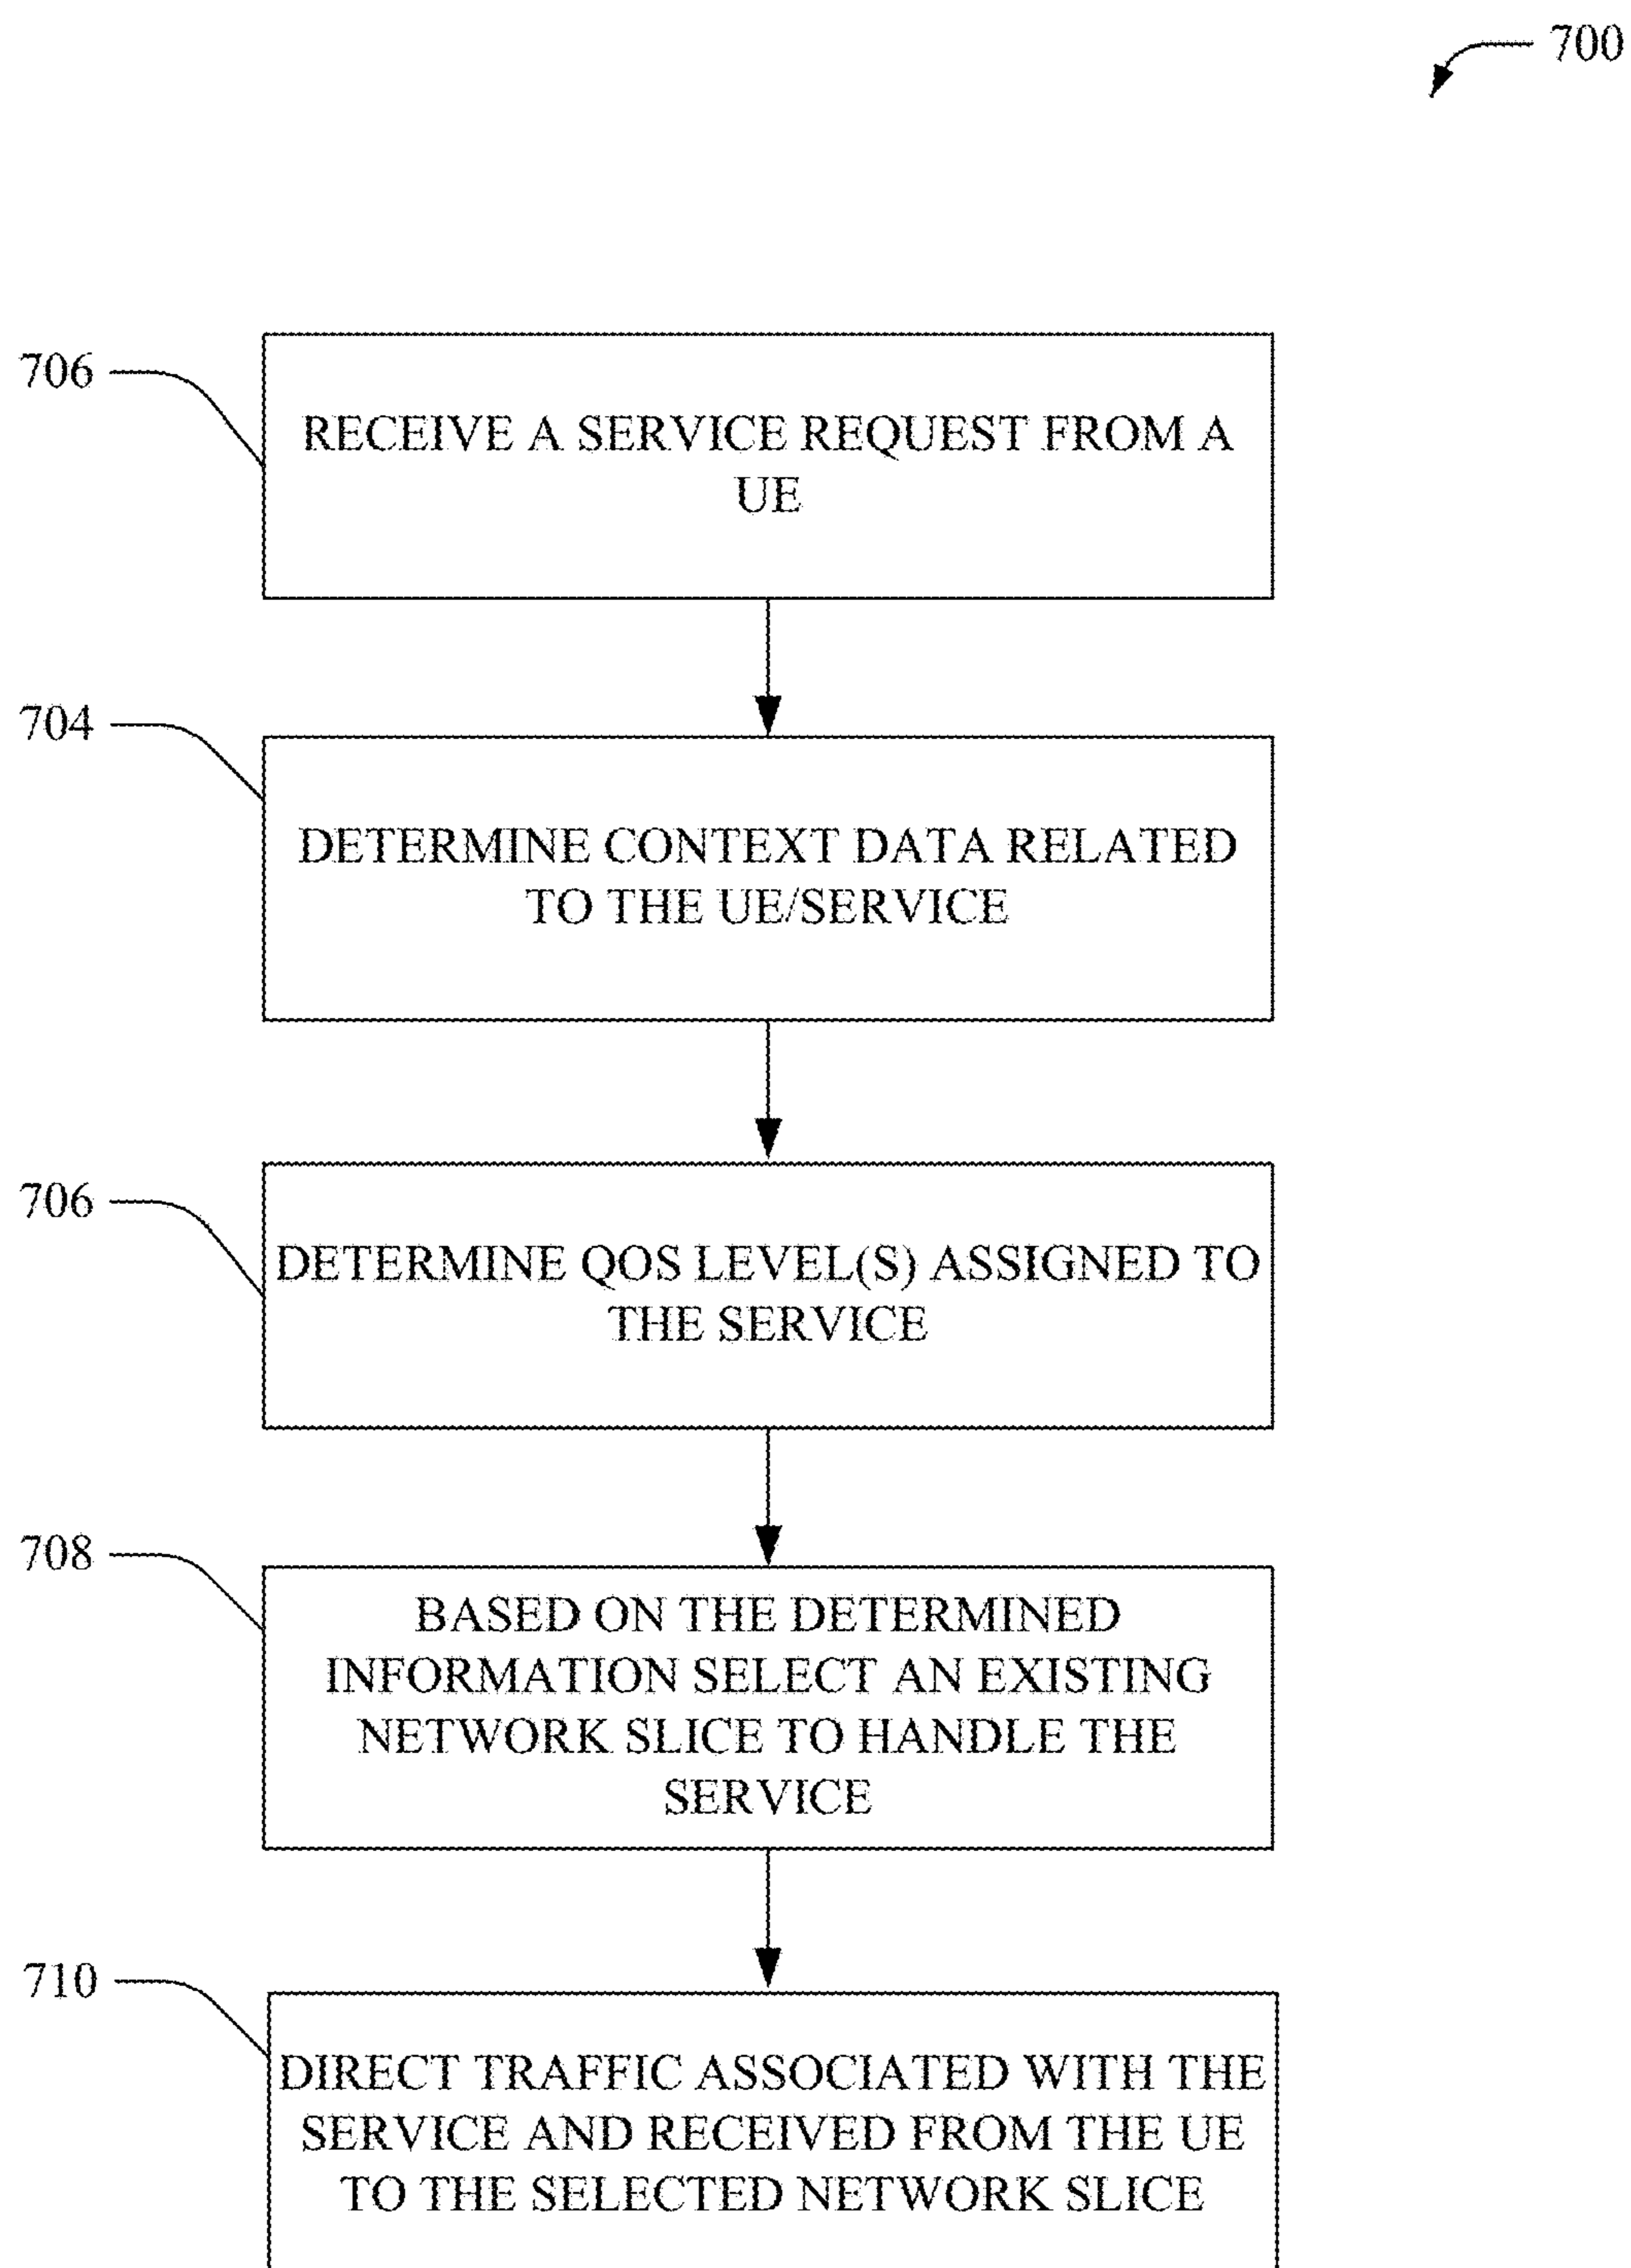 700
706
RECEIVE A SERVICE REQUEST FROM A
UE
704
DETERMINE CONTEXT DATA RELATED
TO THE UE/SERVICE
706
DETERMINE QOS LEVEL(S) ASSIGNED TO
THE SERVICE
708
BASED ON THE DETERMINED
INFORMATION SELECT AN EXISTING
NETWORK SLICE TO HANDLE THE
SERVICE
710
DIRECT TRAFFIC ASSOCIATED WITH THE
SERVICE AND RECEIVED FROM THE UE
TO THE SELECTED NETWORK SLICE